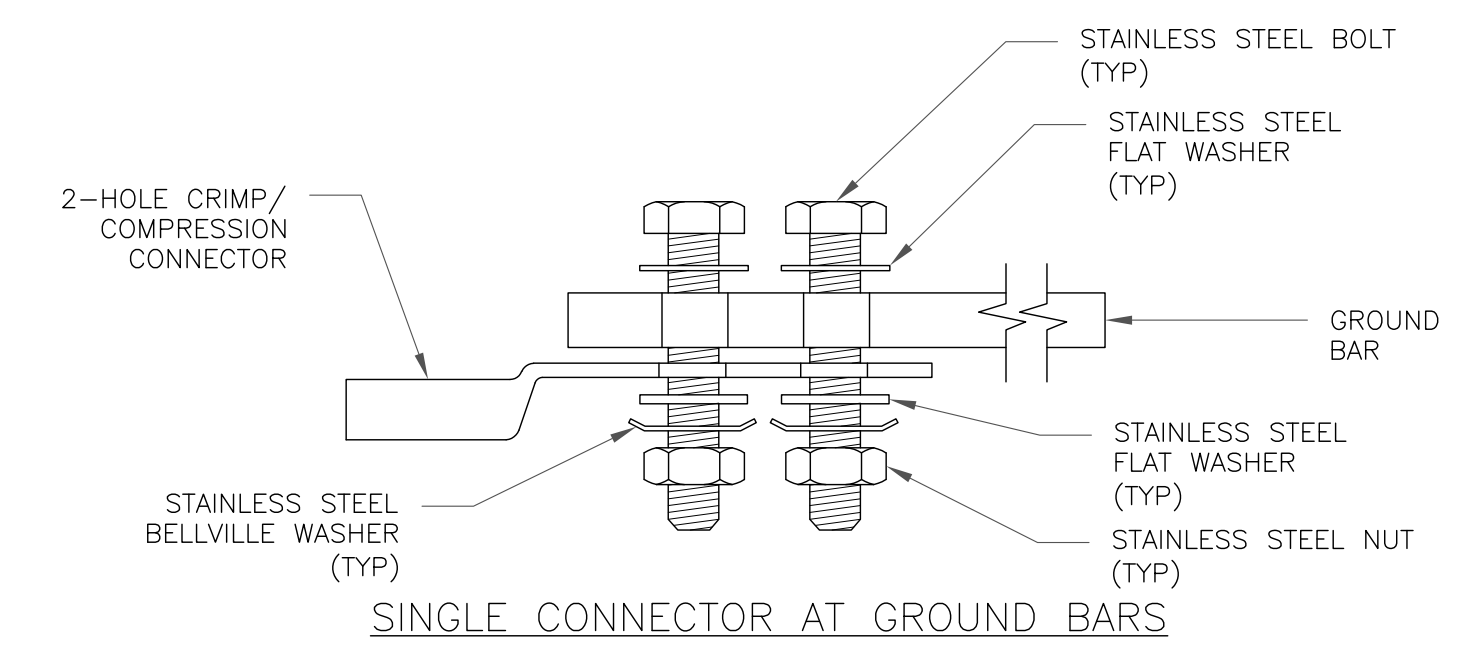 STAINLESS STEEL BOLT
(TYP)
STAINLESS STEEL
FLAT WASHER
(TYP)
2-HOLE CRIMP/
COMPRESSION
CONNECTOR
GROUND
BAR
STAINLESS STEEL
FLAT WASHER
(TYP)
STAINLESS STEEL
BELLVILLE WASHER
(TYP)
STAINLESS STEEL NUT
(TYP)
SINGLE CONNECTOR AT GROUND BARS